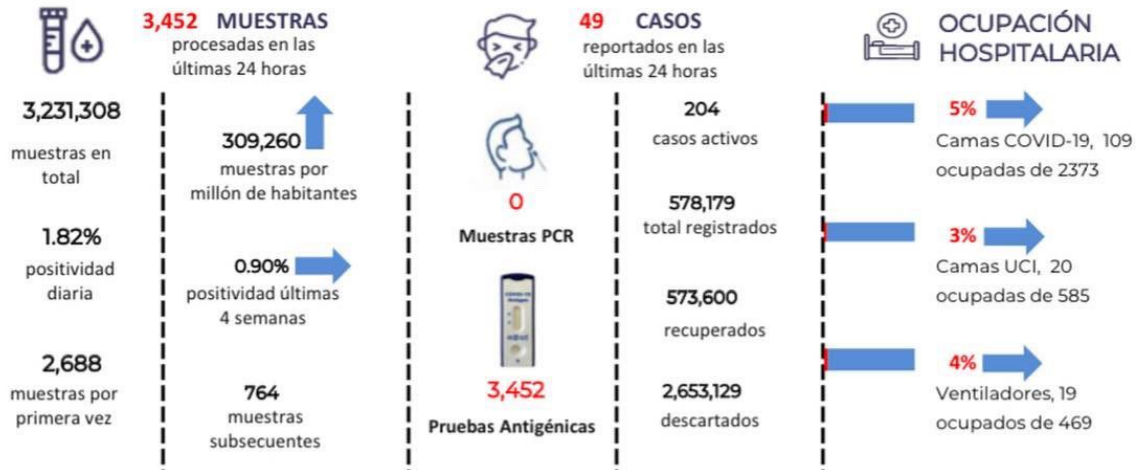 3,452 MUESTRAS
procesadas en las
últimas 24 horas
3,231,308
muestras en
total
1.82%
positividad
diaria
2,688
muestras por
primera vez
309,260
muestras por
millón de habitantes
0.90%
positividad últimas
4 semanas
764
muestras
subsecuentes
49 CASOS
reportados en las
últimas 24 horas
0
Muestras PCR
3,452
Pruebas Antigénicas
204
casos activos
578,179
total registrados
573,600
recuperados
2,653,129
descartados
OCUPACIÓN
HOSPITALARIA
5%
Camas COVID-19, 109
ocupadas de 2373
3%
Camas UCI, 20
ocupadas de 585
4%
Ventiladores, 19
ocupados de 469